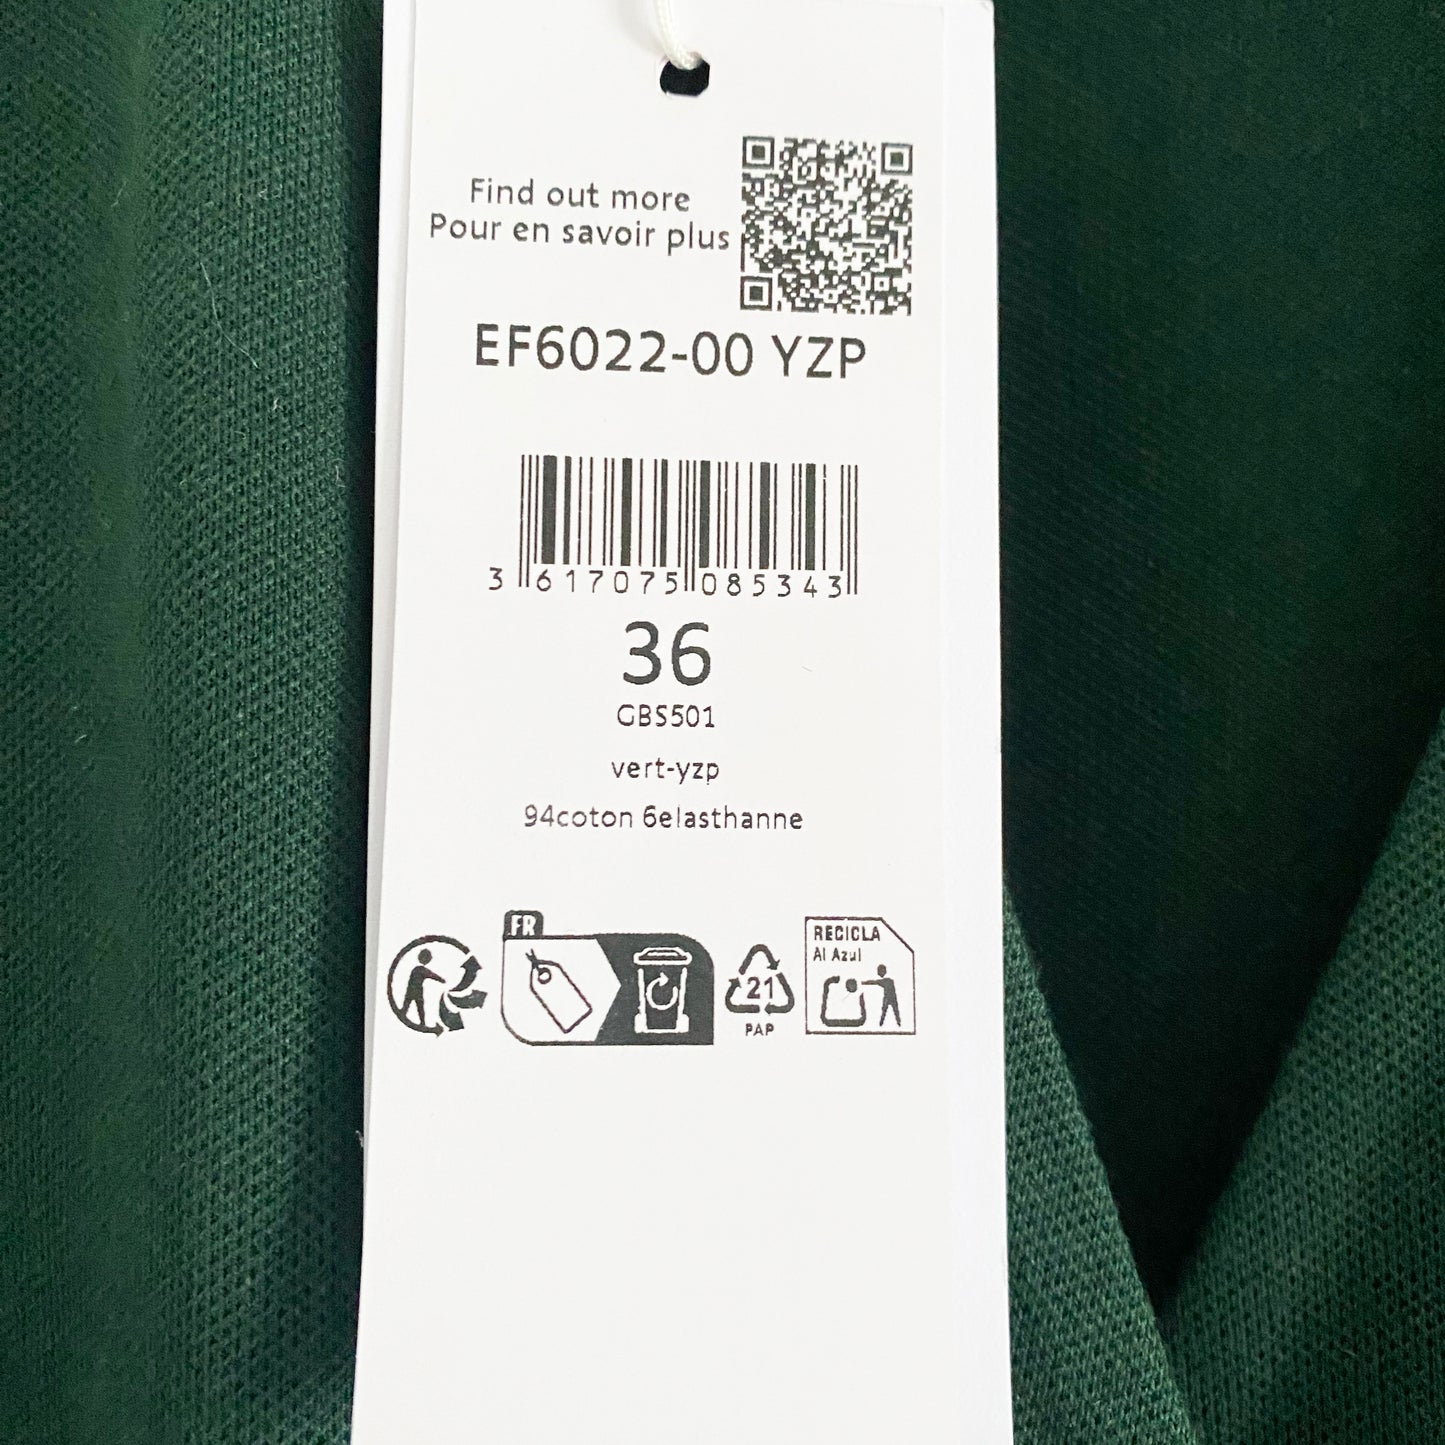 Find out more
Pour en savoir plus
EF6022-00 YZP
3 617075 085343
36
GBS501
vert-yzp
94coton 6elasthanne
FR
21
PAP
RECICLA
Al Azul